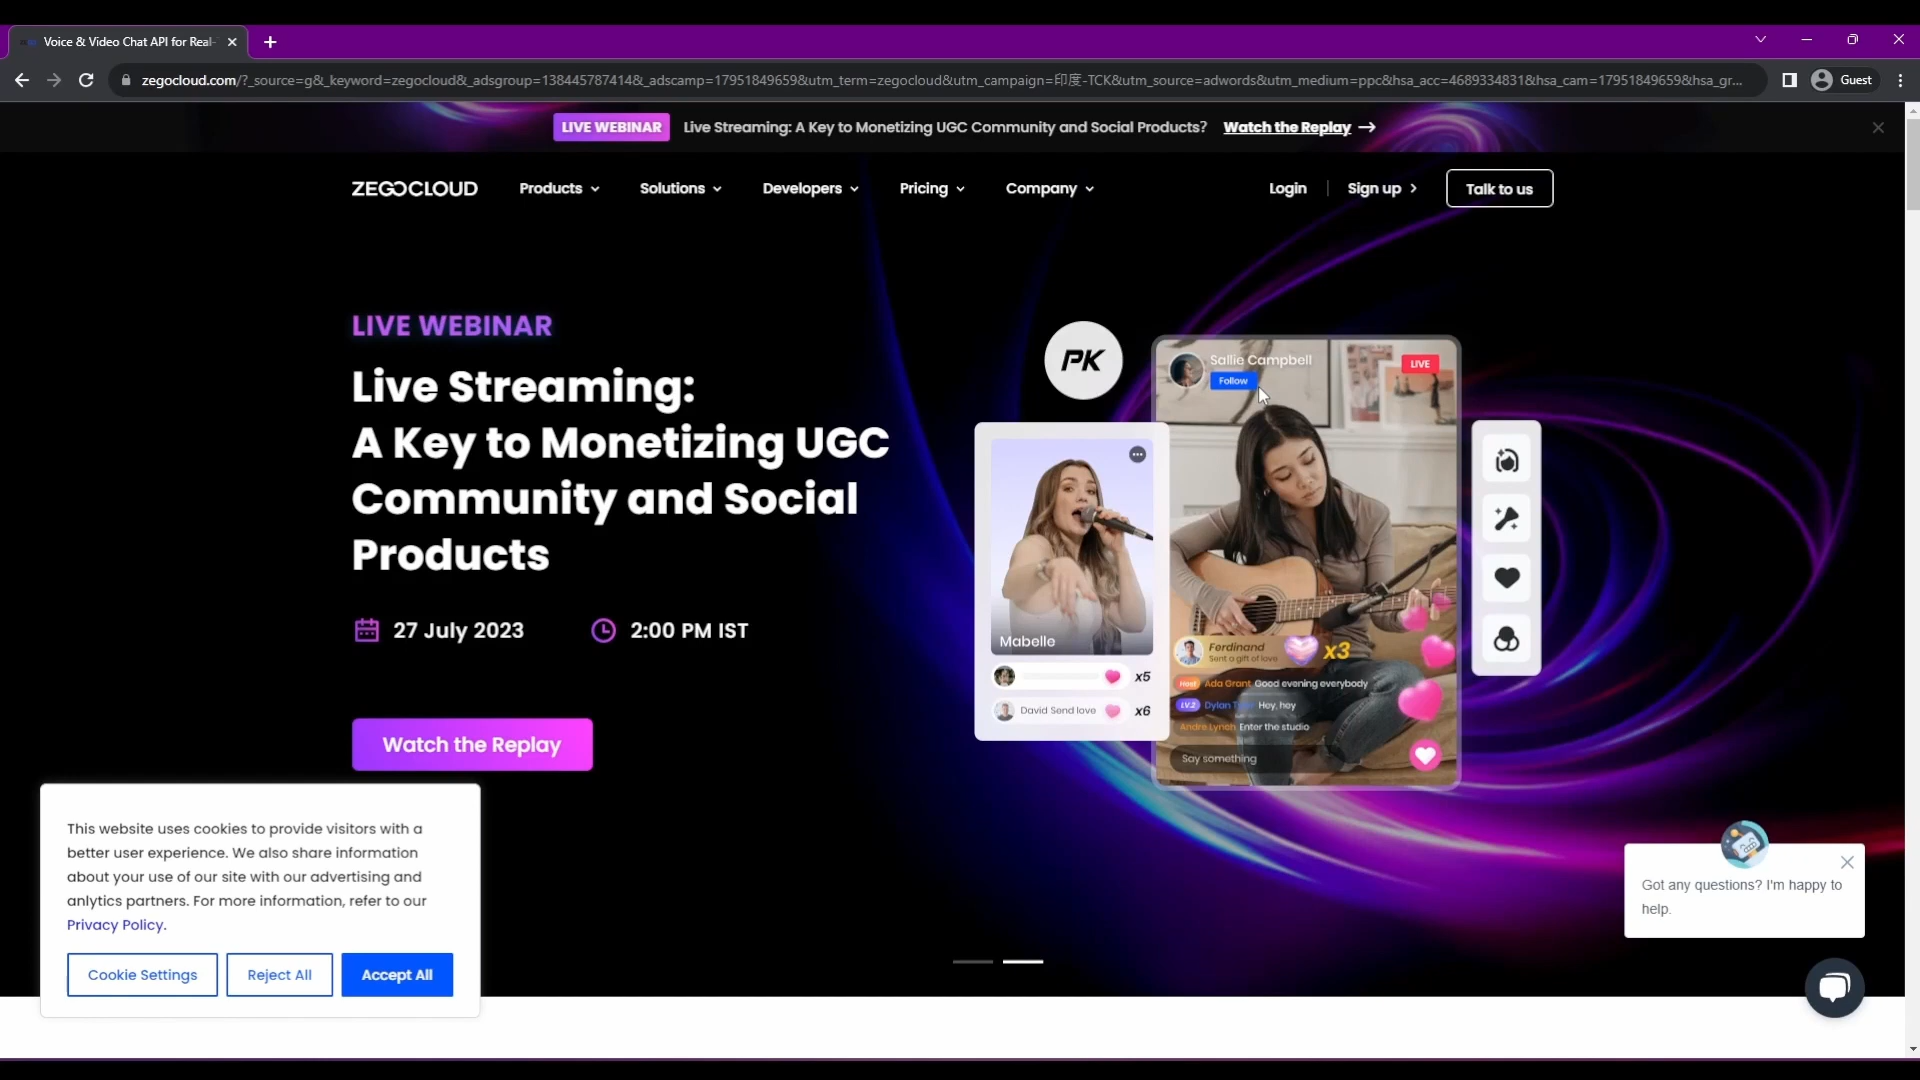 Voice & Video Chat API for Real-
zegocloud.com/?_source=g&_keyword=zegocloud&_adsgroup=138445787414&_adscamp=17951849659&utm_term=zegocloud&utm_campaign=印度-TCK&utm_source=adwords&utm_medium=ppc&hsa_acc=4689334831&hsa_cam=17951849659&hsa_gr...
Guest
LIVE WEBINAR Live Streaming: A Key to Monetizing UGC Community and Social Products? Watch the Replay →
ZEGOCLOUD Products Solutions Developers Pricing Company Login Sign up Talk to us
LIVE WEBINAR
Live Streaming:
A Key to Monetizing UGC
Community and Social
Products
27 July 2023 2:00 PM IST
Watch the Replay
PK
Sallie Campbell
Follow
LIVE
Mabelle
x5
David Send love x6
Ferdinand
Sent a gift of love
x3
Host Ada Grant Good evening everybody
LV.2 Dylan Hey, hey
Andre Lynch Enter the studio
Say something
This website uses cookies to provide visitors with a
better user experience. We also share information
about your use of our site with our advertising and
anlytics partners. For more information, refer to our
Privacy Policy.
Cookie Settings Reject All Accept All
Got any questions? I'm happy to
help.